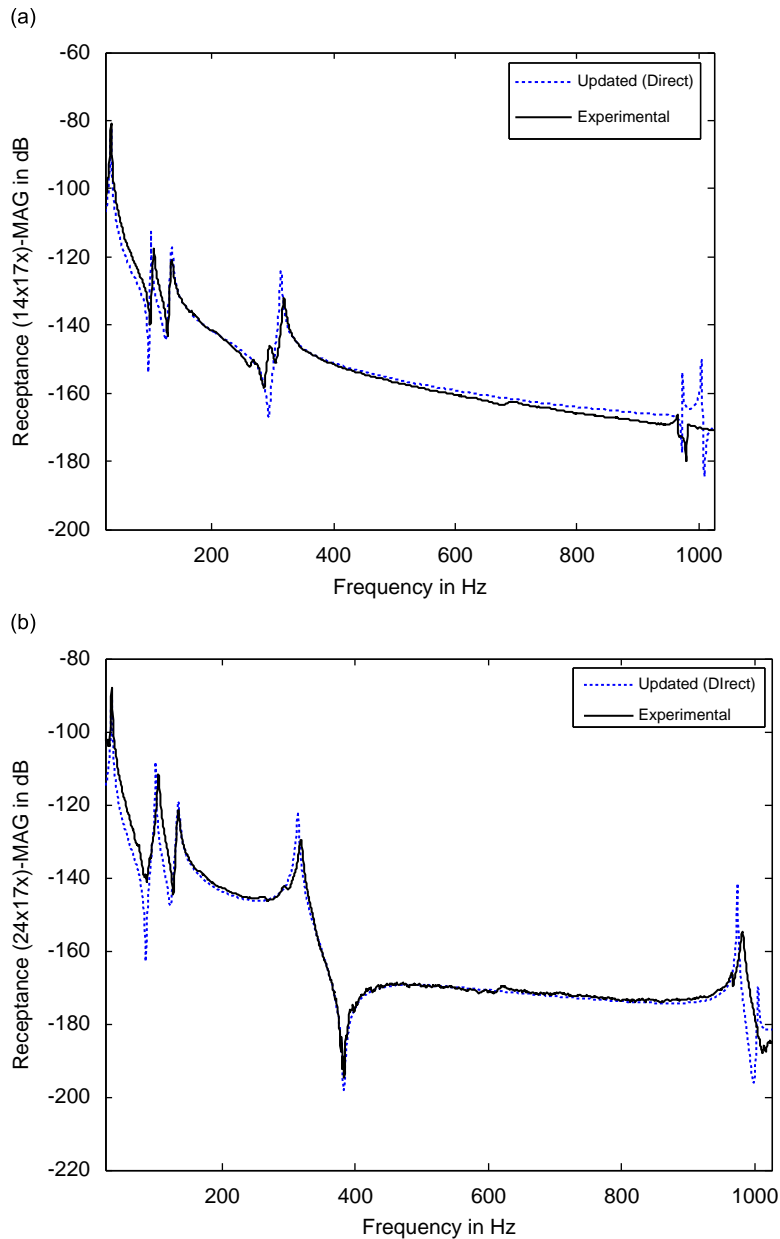 (a)
-60
-80
-100
-120
-140
-160
-180
-200
Receptance (14x17x)-MAG in dB
Updated (Direct)
Experimental
200
400
600
800
1000
Frequency in Hz
(b)
-80
-100
-120
-140
-160
-180
-200
-220
Receptance (24x17x)-MAG in dB
Updated (DIrect)
Experimental
200
400
600
800
1000
Frequency in Hz